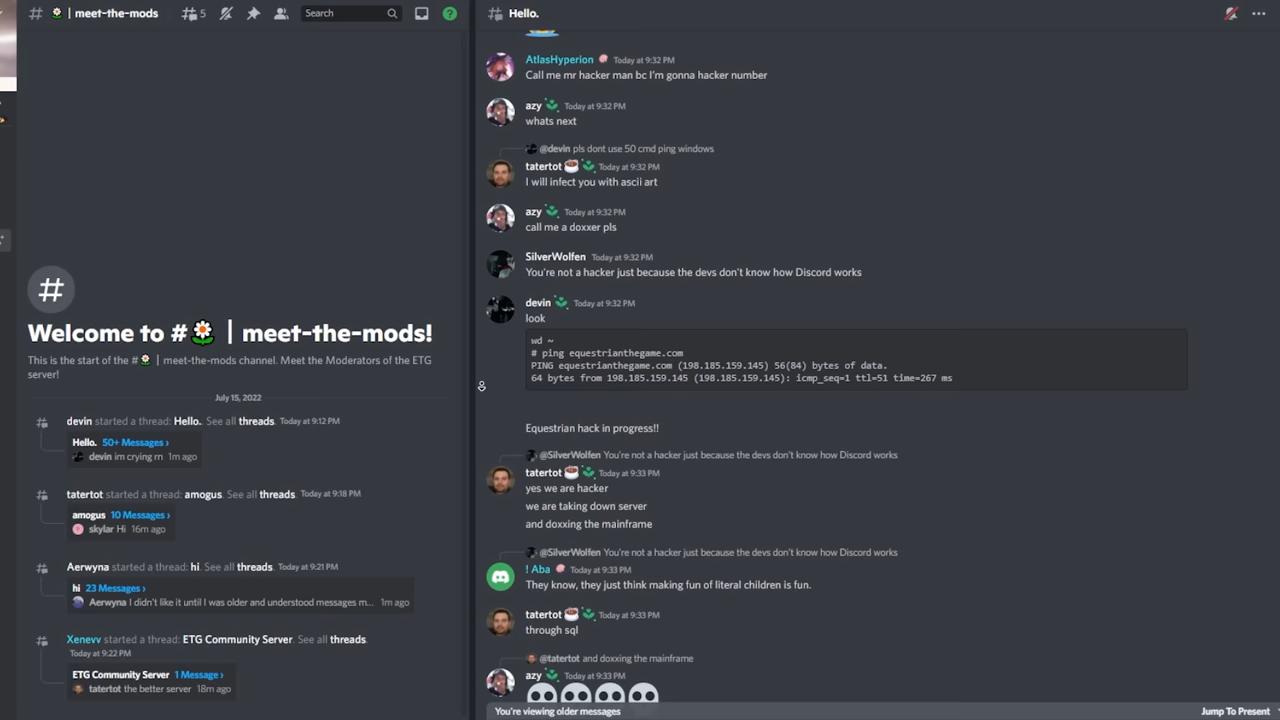 meet-the-mods
5
Search
Hello.
AtlasHyperion Today at 9:32 PM
Call me mr hacker man bc I'm gonna hacker number
azy Today at 9:32 PM
whats next
@devin pls dont use 50 cmd ping windows
tatertot Today at 9:32 PM
I will infect you with ascii art
azy Today at 9:32 PM
call me a doxxer pls
SilverWolfen Today at 9:32 PM
You're not a hacker just because the devs don't know how Discord works
devin Today at 9:32 PM
look
wd ~
# ping equestrianthegame.com
PING equestrianthegame.com (198.185.159.145) 56(84) bytes of data.
64 bytes from 198.185.159.145 (198.185.159.145): icmp_seq=1 ttl=51 time=267 ms
Equestrian hack in progress!!
@SilverWolfen You're not a hacker just because the devs don't know how Discord works
tatertot Today at 9:33 PM
yes we are hacker
we are taking down server
and doxxing the mainframe
@SilverWolfen You're not a hacker just because the devs don't know how Discord works
! Aba Today at 9:33 PM
They know, they just think making fun of literal children is fun.
tatertot Today at 9:33 PM
through sql
@tatertot and doxxing the mainframe
azy Today at 9:33 PM
You're viewing older messages
Jump To Present
#
Welcome to # | meet-the-mods!
This is the start of the # | meet-the-mods channel. Meet the Moderators of the ETG
server!
July 15, 2022
devin started a thread: Hello. See all threads. Today at 9:12 PM
Hello. 50+ Messages ›
devin im crying rn 1m ago
tatertot started a thread: amogus. See all threads. Today at 9:18 PM
amogus 10 Messages ›
skylar Hi 16m ago
Aerwyna started a thread: hi. See all threads. Today at 9:21 PM
hi 23 Messages ›
Aerwyna I didn't like it until I was older and understood messages m... 1m ago
Xenevv started a thread: ETG Community Server. See all threads.
Today at 9:22 PM
ETG Community Server 1 Message ›
tatertot the better server 18m ago